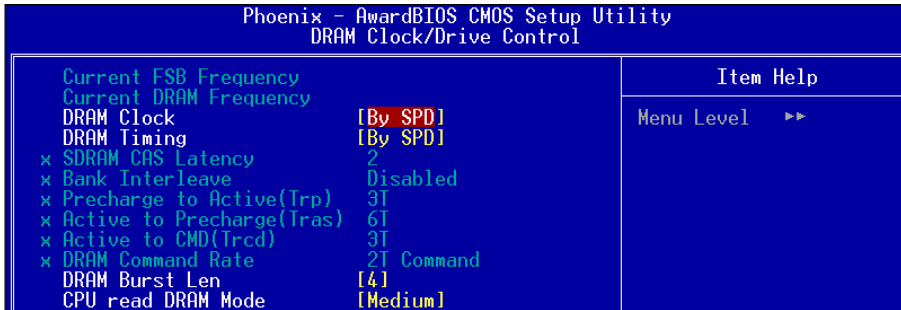 Phoenix - AwardBIOS CMOS Setup Utility
DRAM Clock/Drive Control
Current FSB Frequency
Current DRAM Frequency
DRAM Clock [By SPD]
DRAM Timing [By SPD]
x SDRAM CAS Latency 2
x Bank Interleave Disabled
x Precharge to Active(Trp) 3T
x Active to Precharge(Tras) 6T
x Active to CMD(Trcd) 3T
x DRAM Command Rate 2T Command
DRAM Burst Len [4]
CPU read DRAM Mode [Medium]
Item Help
Menu Level ►►